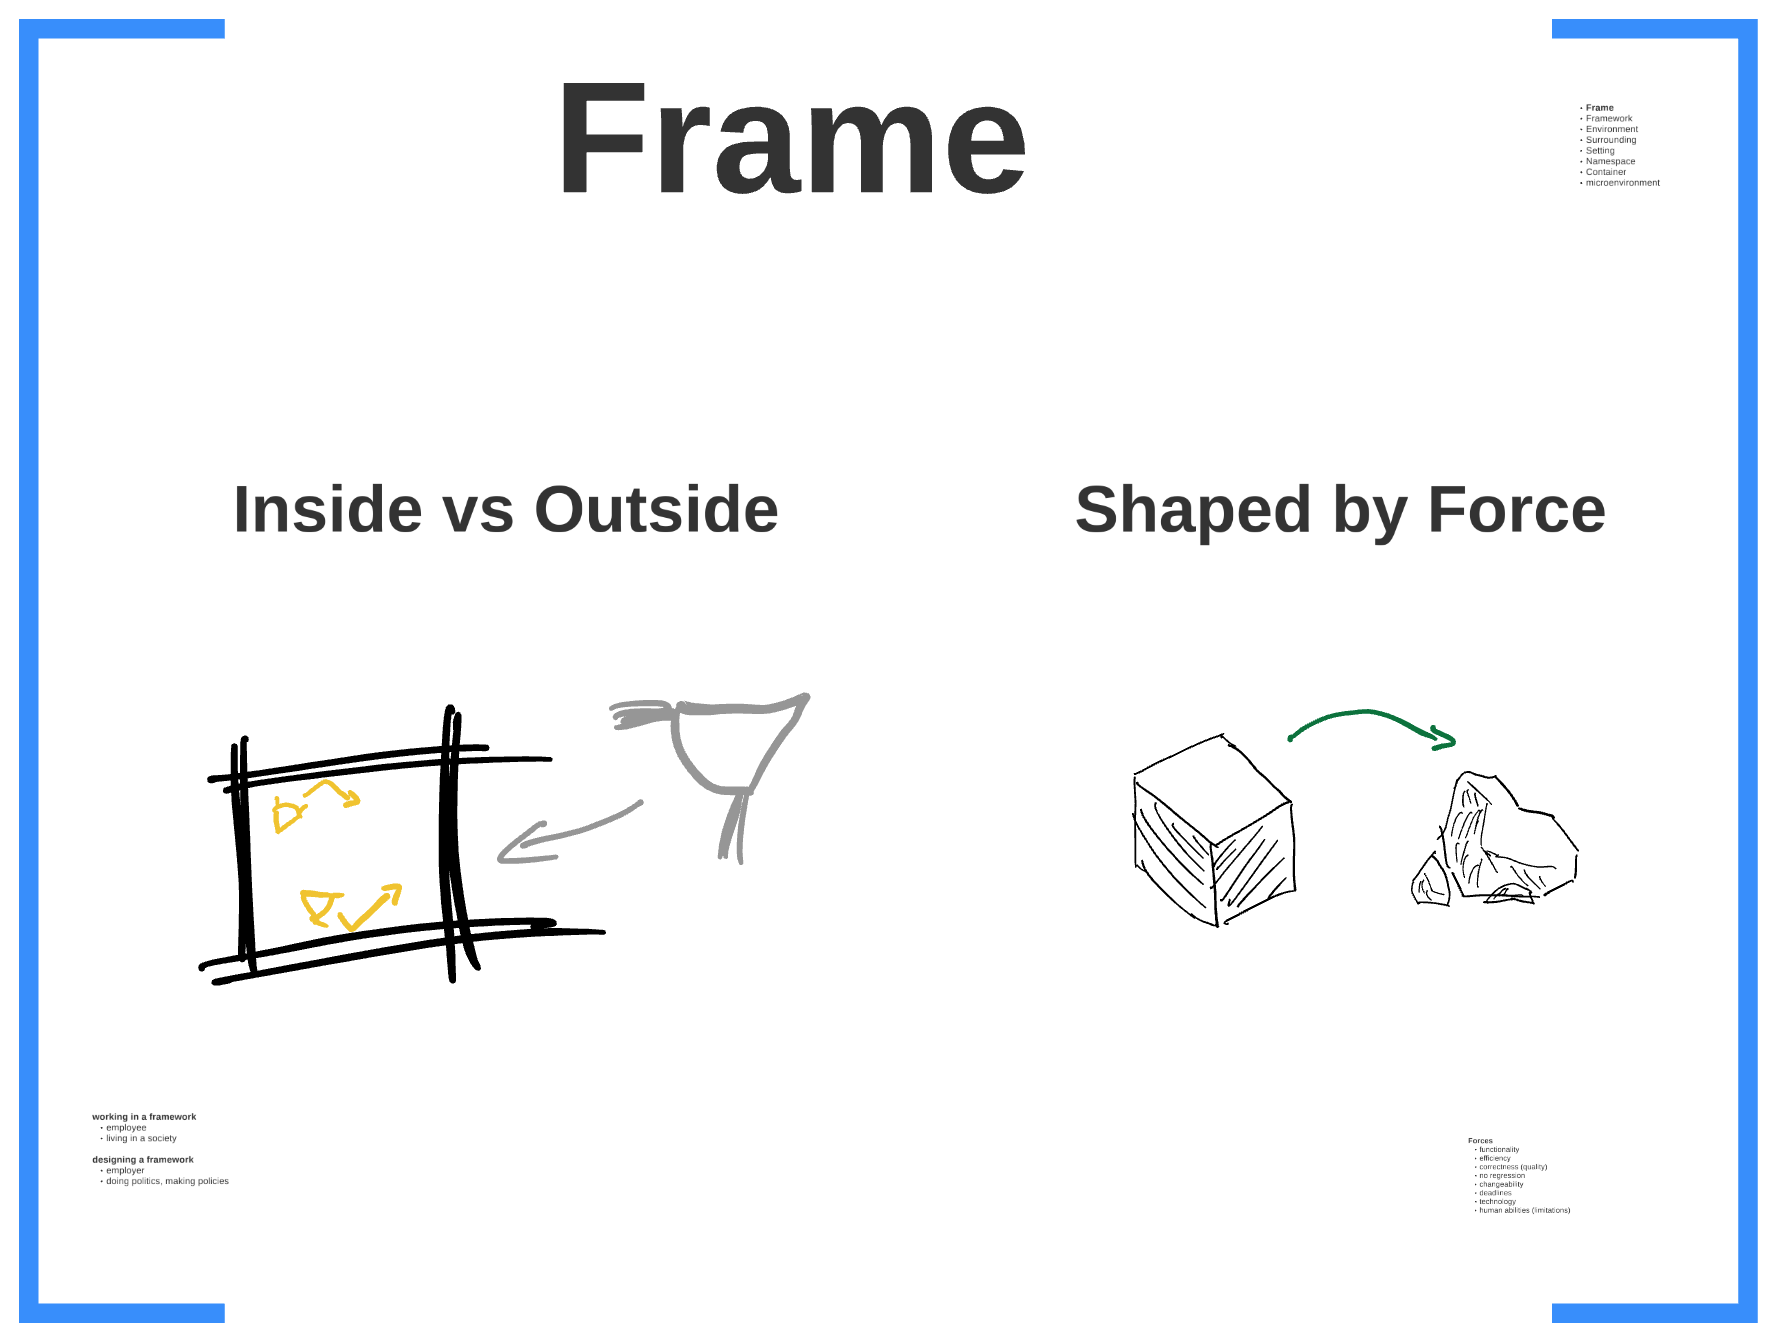 Frame
• Frame
• Framework
• Environment
• Surrounding
• Setting
• Namespace
• Container
• microenvironment
Inside vs Outside
Shaped by Force
working in a framework
• employee
• living in a society
designing a framework
• employer
• doing politics, making policies
Forces
• functionality
• efficiency
• correctness (quality)
• no regression
• changeability
• deadlines
• technology
• human abilities (limitations)